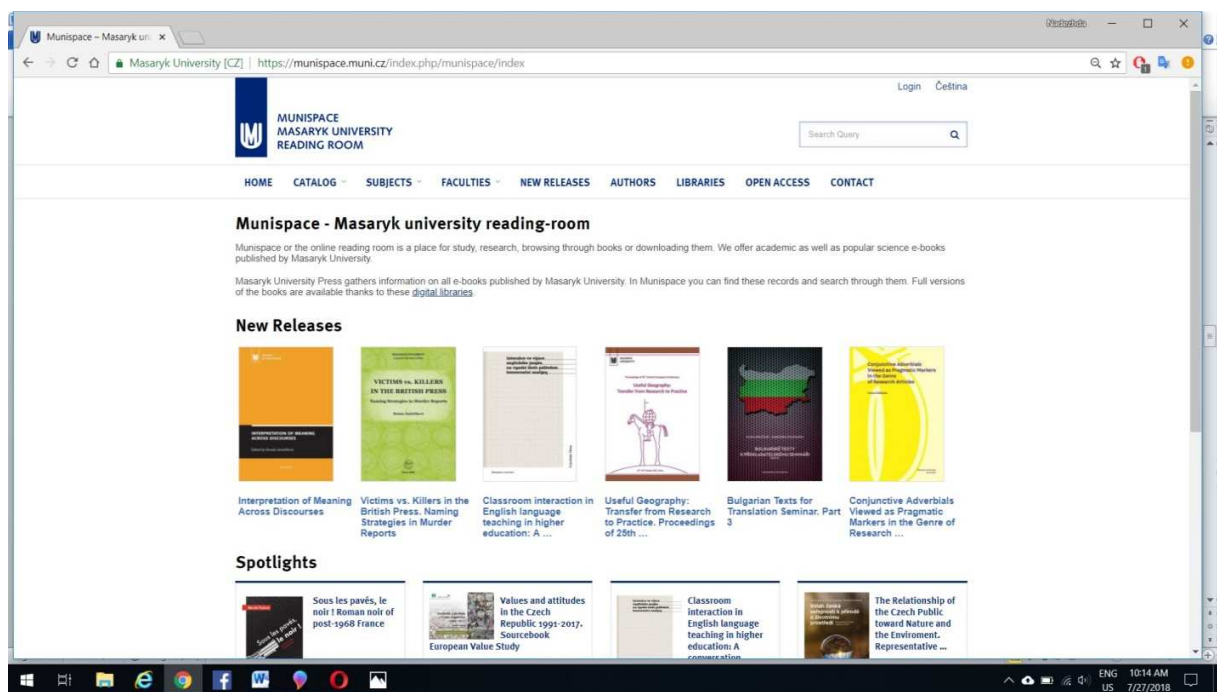 Munispace – Masaryk un
Masaryk University [CZ] | https://munispace.muni.cz/index.php/munispace/index
Login Čeština
MUNISPACE
MASARYK UNIVERSITY
READING ROOM
Search Query
HOME CATALOG SUBJECTS FACULTIES NEW RELEASES AUTHORS LIBRARIES OPEN ACCESS CONTACT
Munispace - Masaryk university reading-room
Munispace or the online reading room is a place for study, research, browsing through books or downloading them. We offer academic as well as popular science e-books
published by Masaryk University.
Masaryk University Press gathers information on all e-books published by Masaryk University. In Munispace you can find these records and search through them. Full versions
of the books are available thanks to these digital libraries.
New Releases
INTERPRETATION OF MEANING
ACROSS DISCOURSES
VICTIMS vs. KILLERS
IN THE BRITISH PRESS
Naming Strategies in Murder Reports
Useful Geography:
Transfer from Research to Practice
Conjunctive Adverbials
Viewed as Pragmatic Markers
in the Genre
of Research Articles
Interpretation of Meaning
Across Discourses
Victims vs. Killers in the
British Press. Naming
Strategies in Murder
Reports
Classroom interaction in
English language
teaching in higher
education: A ...
Useful Geography:
Transfer from Research
to Practice. Proceedings
of 25th ...
Bulgarian Texts for
Translation Seminar. Part
3
Conjunctive Adverbials
Viewed as Pragmatic
Markers in the Genre of
Research ...
Spotlights
Sous les pavés,
le noir !
Sous les pavés, le
noir ! Roman noir of
post-1968 France
Values and attitudes
in the Czech
Republic 1991-2017.
Sourcebook
European Value Study
Classroom
interaction in
English language
teaching in higher
education: A
conversation
The Relationship of
the Czech Public
toward Nature and
the Enviroment.
Representative ...
ENG 10:14 AM
US 7/27/2018